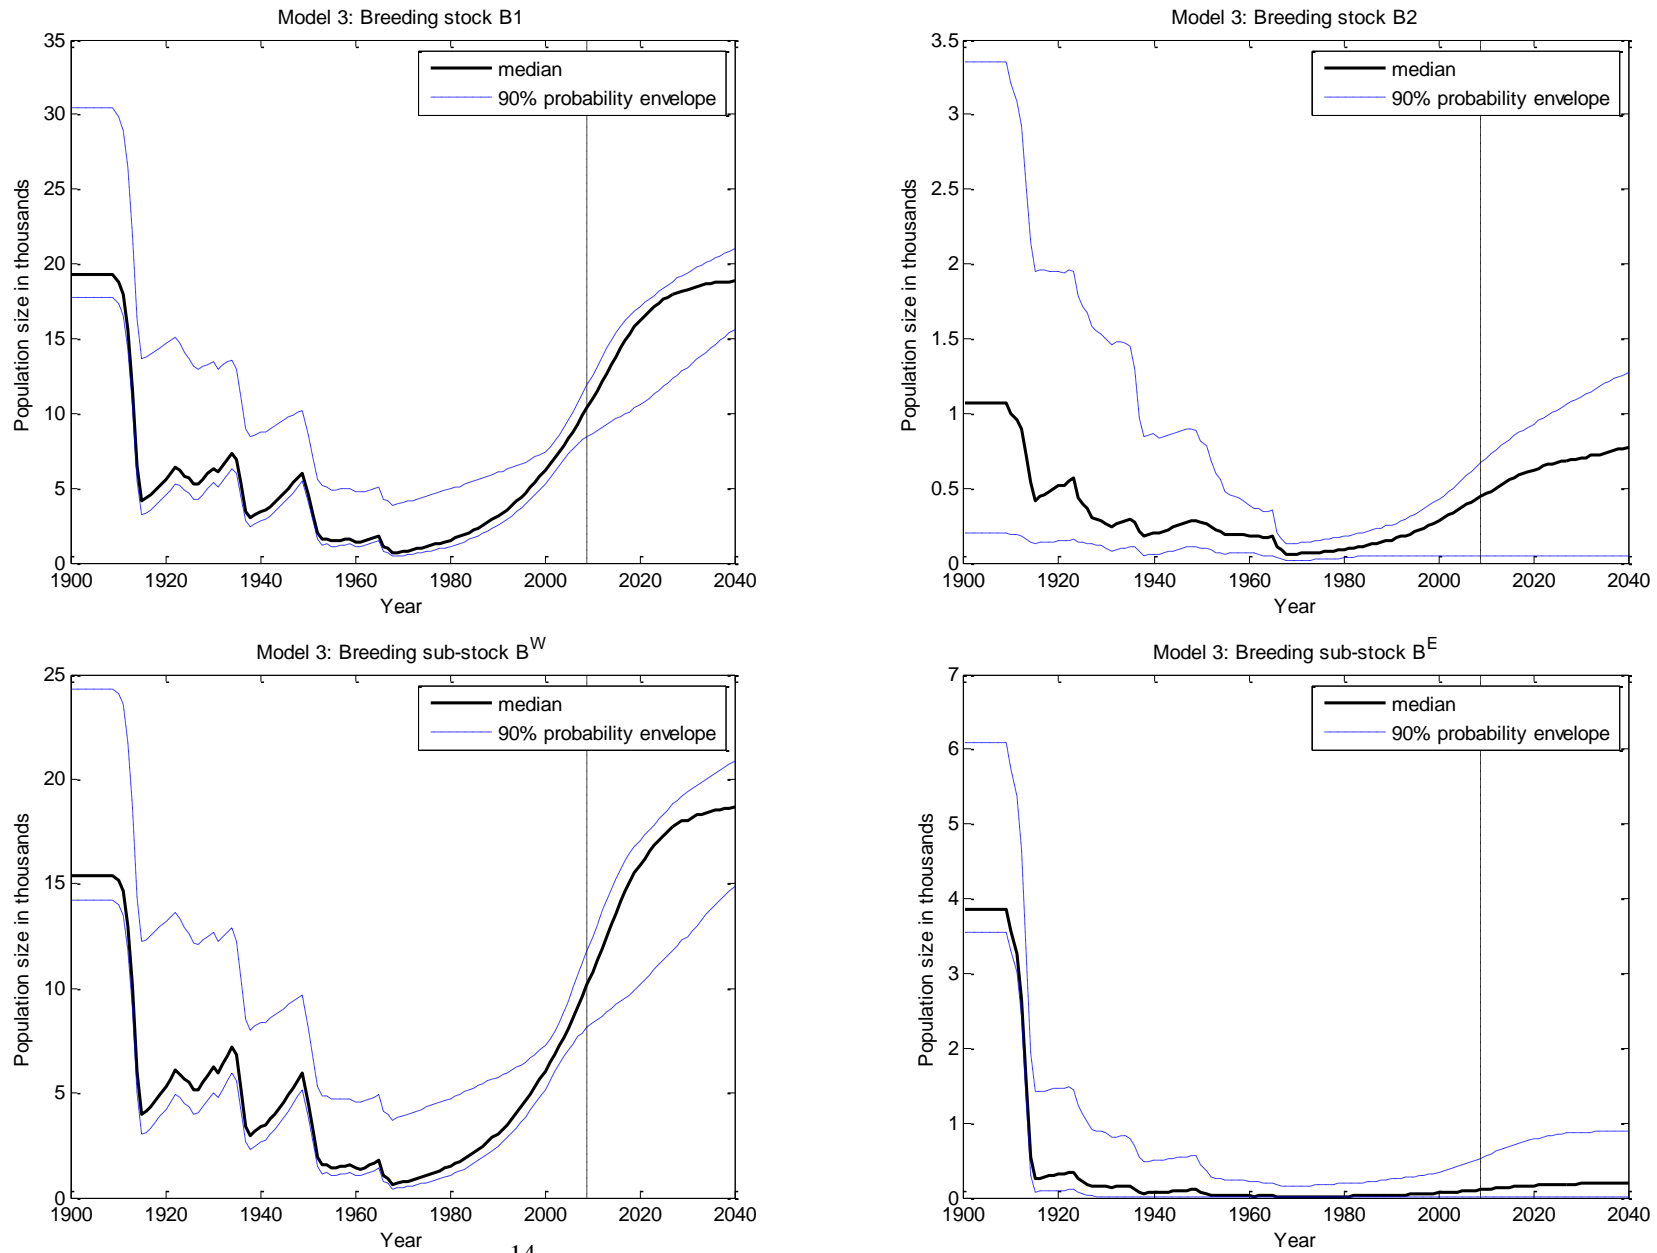 Model 3: Breeding stock B1
35
30
25
20
15
10
5
0
Population size in thousands
median
90% probability envelope
1900 1920 1940 1960 1980 2000 2020 2040
Year
Model 3: Breeding stock B2
3.5
3
2.5
2
1.5
1
0.5
0
Population size in thousands
median
90% probability envelope
1900 1920 1940 1960 1980 2000 2020 2040
Year
Model 3: Breeding sub-stock B^W
25
20
15
10
5
0
Population size in thousands
median
90% probability envelope
1900 1920 1940 1960 1980 2000 2020 2040
Year
Model 3: Breeding sub-stock B^E
7
6
5
4
3
2
1
0
Population size in thousands
median
90% probability envelope
1900 1920 1940 1960 1980 2000 2020 2040
Year
14